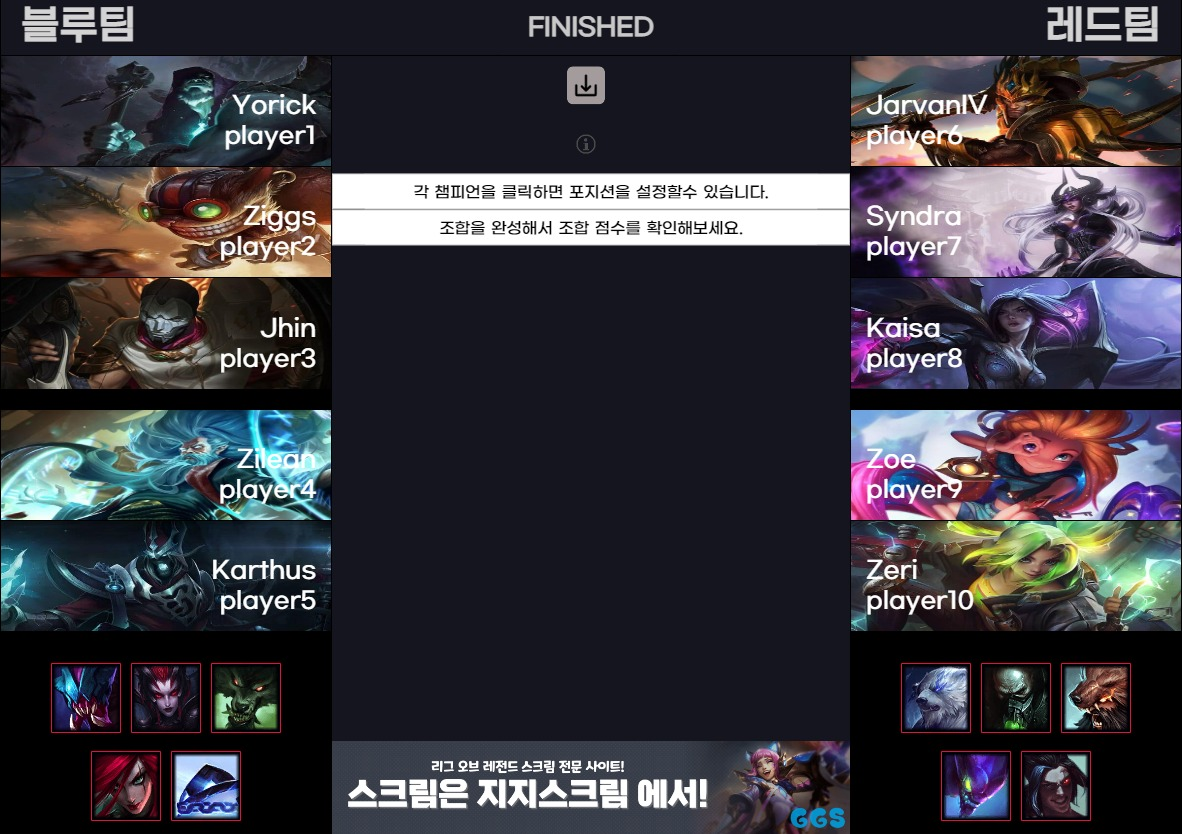 블루팀
FINISHED
레드팀
Yorick
player1
Ziggs
player2
Jhin
player3
Zilean
player4
Karthus
player5
각 챔피언을 클릭하면 포지션을 설정할수 있습니다.
조합을 완성해서 조합 점수를 확인해보세요.
JarvanIV
player6
Syndra
player7
Kaisa
player8
Zoe
player9
Zeri
player10
리그 오브 레전드 스크림 전문 사이트!
스크림은 지지스크림 에서!
GGS